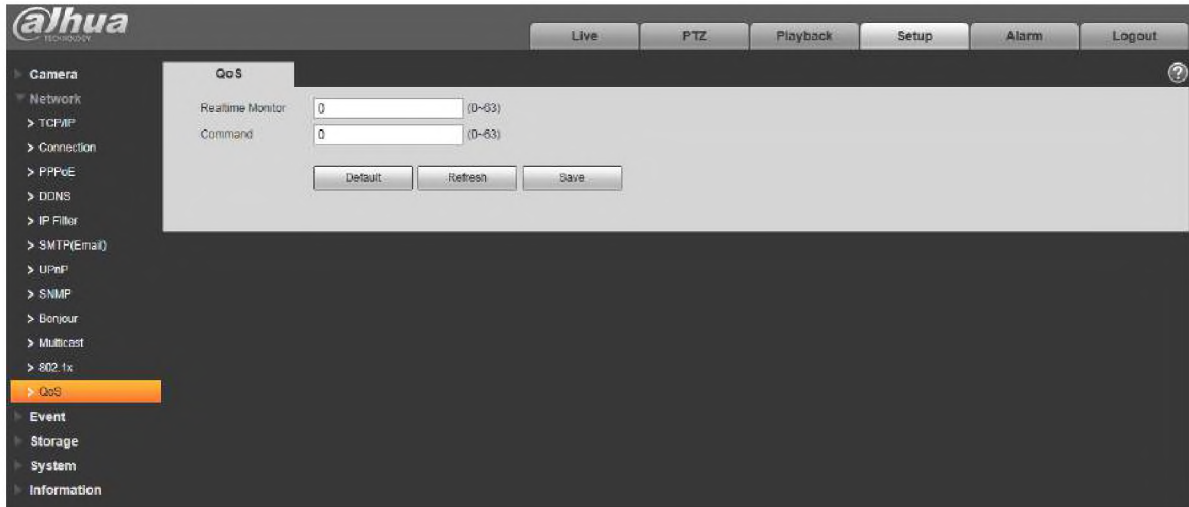 alhua
TECHNOLOGY
Live PTZ Playback Setup Alarm Logout
Camera
Network
> TCP/IP
> Connection
> PPPoE
> DDNS
> IP Filter
> SMTP(Email)
> UPnP
> SNMP
> Bonjour
> Multicast
> 802.1x
> QoS
Event
Storage
System
Information
QoS
?
Realtime Monitor 0 (0~63)
Command 0 (0~63)
Default Refresh Save